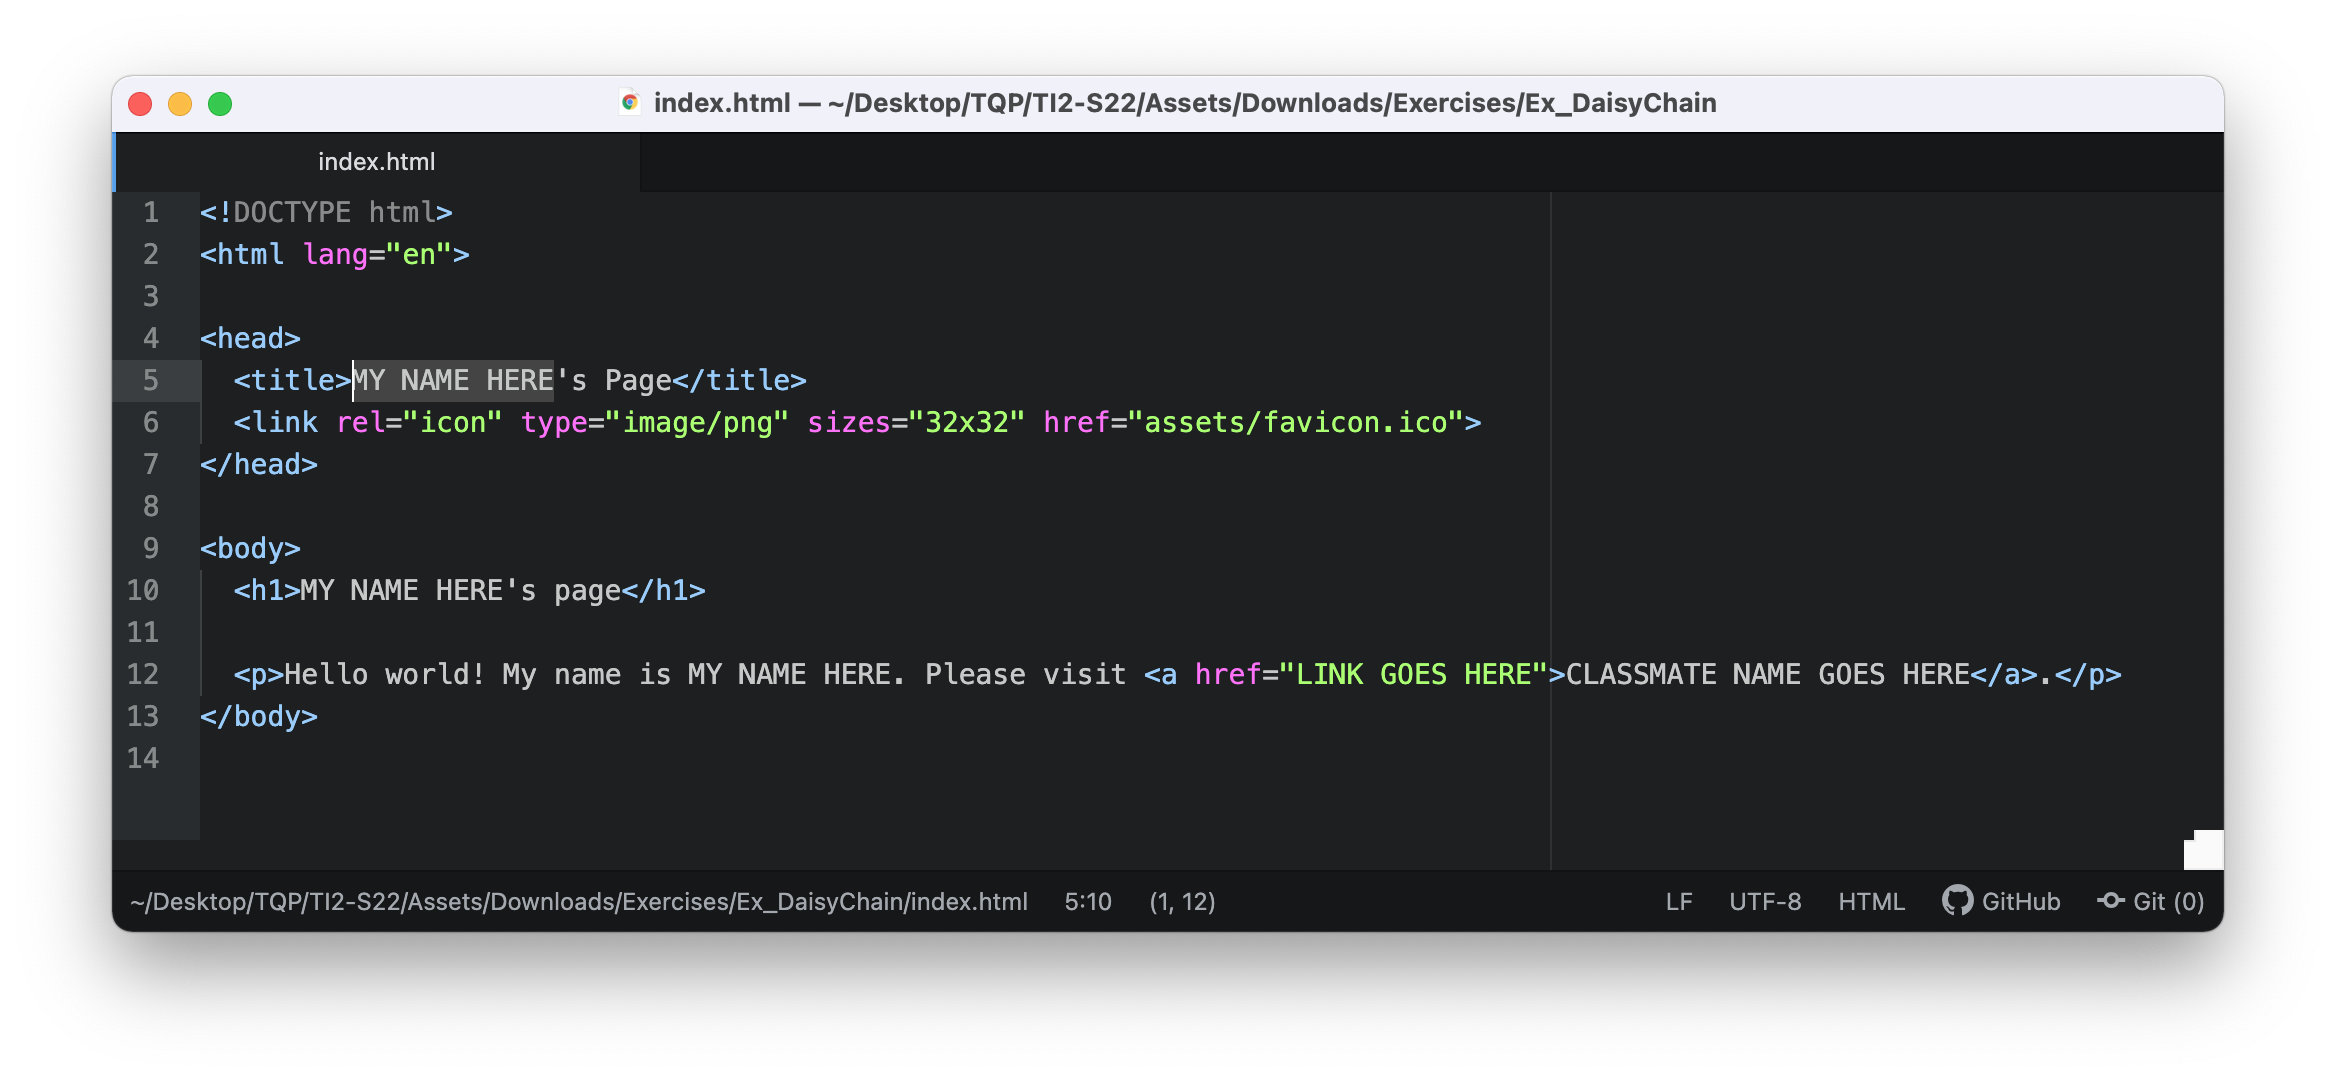 index.html — ~/Desktop/TQP/TI2-S22/Assets/Downloads/Exercises/Ex_DaisyChain
index.html
1 <!DOCTYPE html>
2 <html lang="en">
3
4 <head>
5   <title>MY NAME HERE's Page</title>
6   <link rel="icon" type="image/png" sizes="32x32" href="assets/favicon.ico">
7 </head>
8
9 <body>
10   <h1>MY NAME HERE's page</h1>
11
12   <p>Hello world! My name is MY NAME HERE. Please visit <a href="LINK GOES HERE">CLASSMATE NAME GOES HERE</a>.</p>
13 </body>
14
~/Desktop/TQP/TI2-S22/Assets/Downloads/Exercises/Ex_DaisyChain/index.html 5:10 (1, 12) LF UTF-8 HTML GitHub Git (0)